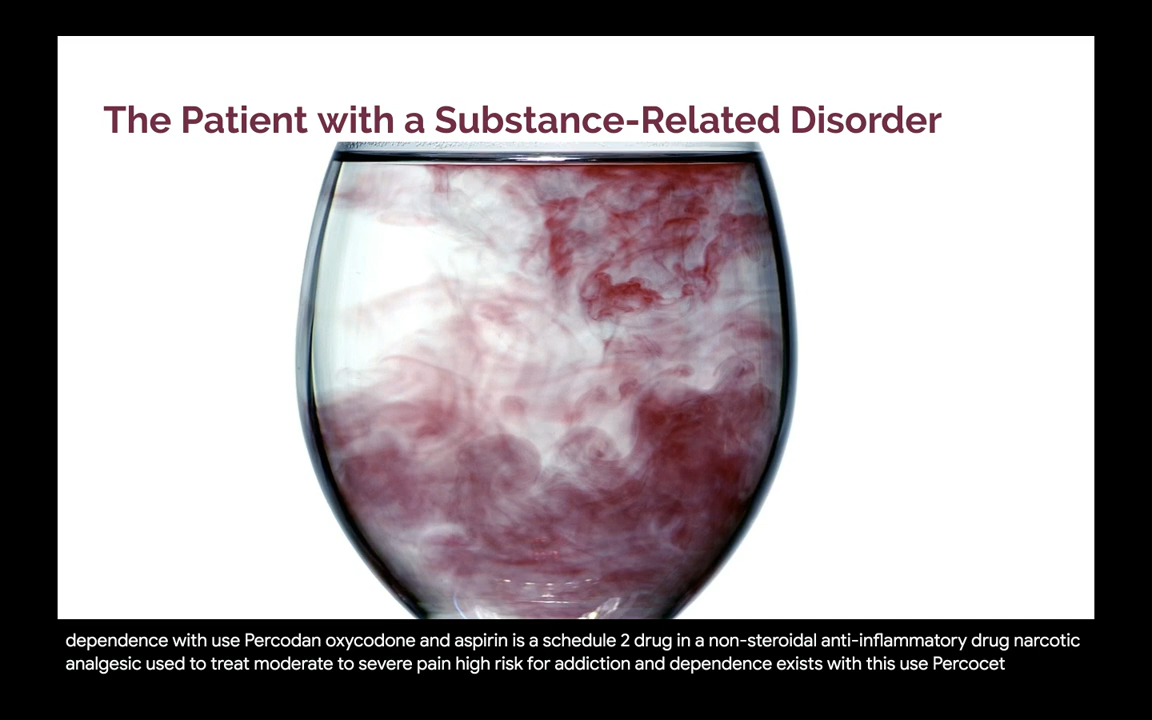 The Patient with a Substance-Related Disorder
dependence with use Percodan oxycodone and aspirin is a schedule 2 drug in a non-steroidal anti-inflammatory drug narcotic
analgesic used to treat moderate to severe pain high risk for addiction and dependence exists with this use Percocet